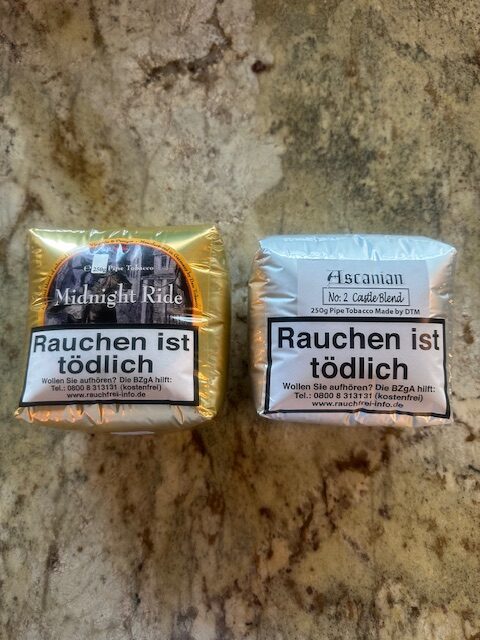 ℮ 250g Pipe Tobacco
Midnight Ride
Rauchen ist
tödlich
Wollen Sie aufhören? Die BZgA hilft:
Tel.: 0800 8 313131 (kostenfrei)
www.rauchfrei-info.de
Ascanian
No: 2 Castle Blend
250g Pipe Tobacco Made by DTM
Rauchen ist
tödlich
Wollen Sie aufhören? Die BZgA hilft:
Tel.: 0800 8 313131 (kostenfrei)
www.rauchfrei-info.de